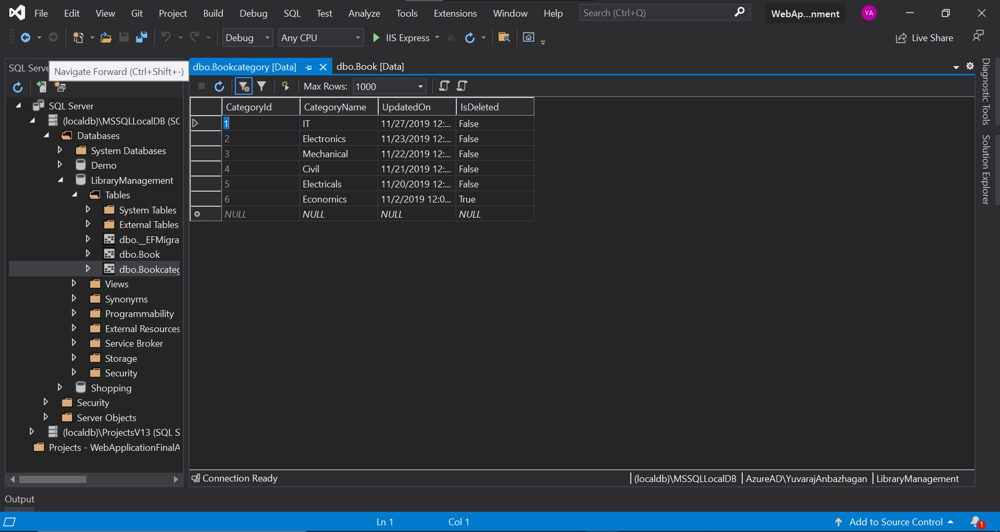 File Edit View Git Project Build Debug SQL Test Analyze Tools Extensions Window Help Search (Ctrl+Q) WebAp...nment YA
Debug Any CPU IIS Express Live Share
SQL Serve
Navigate Forward (Ctrl+Shift+-)
dbo.Bookcategory [Data] dbo.Book [Data]
Max Rows: 1000
SQL Server
(localdb)\MSSQLLocalDB (SC
Databases
System Databases
Demo
LibraryManagement
Tables
System Tables
External Tables
dbo.__EFMigra
dbo.Book
dbo.Bookcateg
Views
Synonyms
Programmability
External Resources
Service Broker
Storage
Security
Shopping
Security
Server Objects
(localdb)\ProjectsV13 (SQL S
Projects - WebApplicationFinalA
CategoryId CategoryName UpdatedOn IsDeleted
1 IT 11/27/2019 12:... False
2 Electronics 11/23/2019 12:... False
3 Mechanical 11/22/2019 12:... False
4 Civil 11/21/2019 12:... False
5 Electricals 11/20/2019 12:... False
6 Economics 11/2/2019 12:0... True
NULL NULL NULL NULL
Diagnostic Tools
Solution Explorer
Connection Ready (localdb)\MSSQLLocalDB AzureAD\YuvarajAnbazhagan LibraryManagement
Output
Ln 1 Col 1 Add to Source Control 1